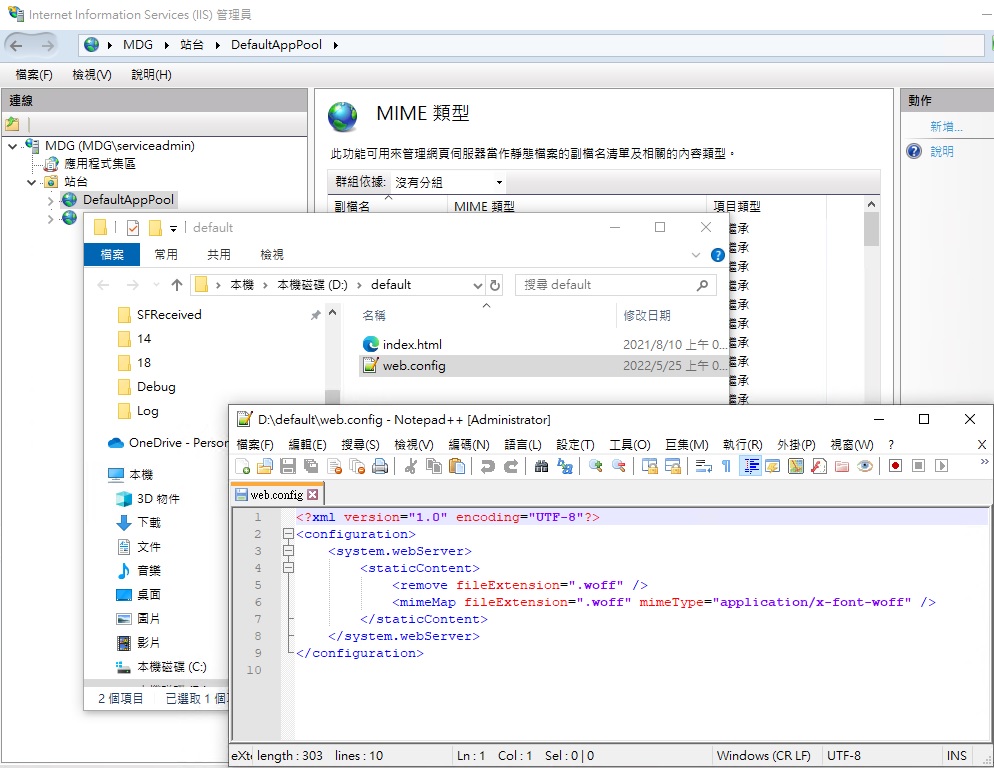 Internet Information Services (IIS) 管理員
MDG 站台 DefaultAppPool
檔案(F) 檢視(V) 說明(H)
連線
MDG (MDG\serviceadmin)
應用程式集區
站台
DefaultAppPool
MIME 類型
此功能可用來管理網頁伺服器當作靜態檔案的副檔名清單及相關的內容類型。
群組依據: 沒有分組
副檔名 MIME 類型 項目類型
繼承
繼承
繼承
繼承
繼承
繼承
繼承
繼承
繼承
繼承
動作
新增...
說明
default
檔案 常用 共用 檢視
本機 本機磁碟 (D:) default
搜尋 default
SFReceived
14
18
Debug
Log
OneDrive - Person
本機
3D 物件
下載
文件
音樂
桌面
圖片
影片
本機磁碟 (C:)
名稱 修改日期
index.html 2021/8/10 上午 0...
web.config 2022/5/25 上午 0...
2 個項目 已選取 1 個
D:\default\web.config - Notepad++ [Administrator]
檔案(F) 編輯(E) 搜尋(S) 檢視(V) 編碼(N) 語言(L) 設定(T) 工具(O) 巨集(M) 執行(R) 外掛(P) 視窗(W) ? X
web.config
1 <?xml version="1.0" encoding="UTF-8"?>
2 <configuration>
3 <system.webServer>
4 <staticContent>
5 <remove fileExtension=".woff" />
6 <mimeMap fileExtension=".woff" mimeType="application/x-font-woff" />
7 </staticContent>
8 </system.webServer>
9 </configuration>
10
eXt length : 303 lines : 10 Ln : 1 Col : 1 Sel : 0 | 0 Windows (CR LF) UTF-8 INS